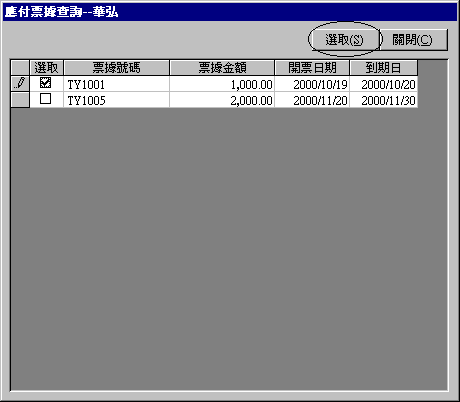 應付票據查詢--華弘
選取(S) 關閉(C)
選取 票據號碼 票據金額 開票日期 到期日
TY1001 1,000.00 2000/10/19 2000/10/20
TY1005 2,000.00 2000/11/20 2000/11/30